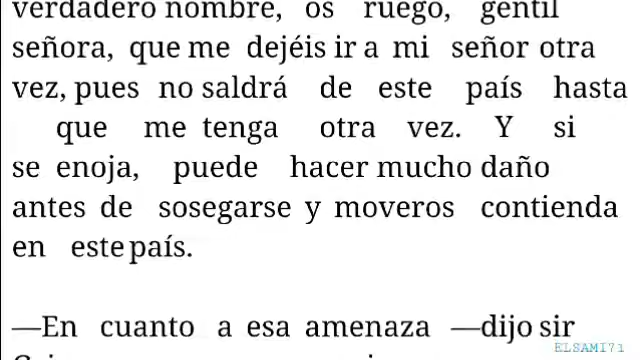 verdadero nombre, os ruego, gentil
señora, que me dejéis ir a mi señor otra
vez, pues no saldrá de este país hasta
que me tenga otra vez. Y si
se enoja, puede hacer mucho daño
antes de sosegarse y moveros contienda
en este país.
—En cuanto a esa amenaza —dijo sir
ELSAMI71